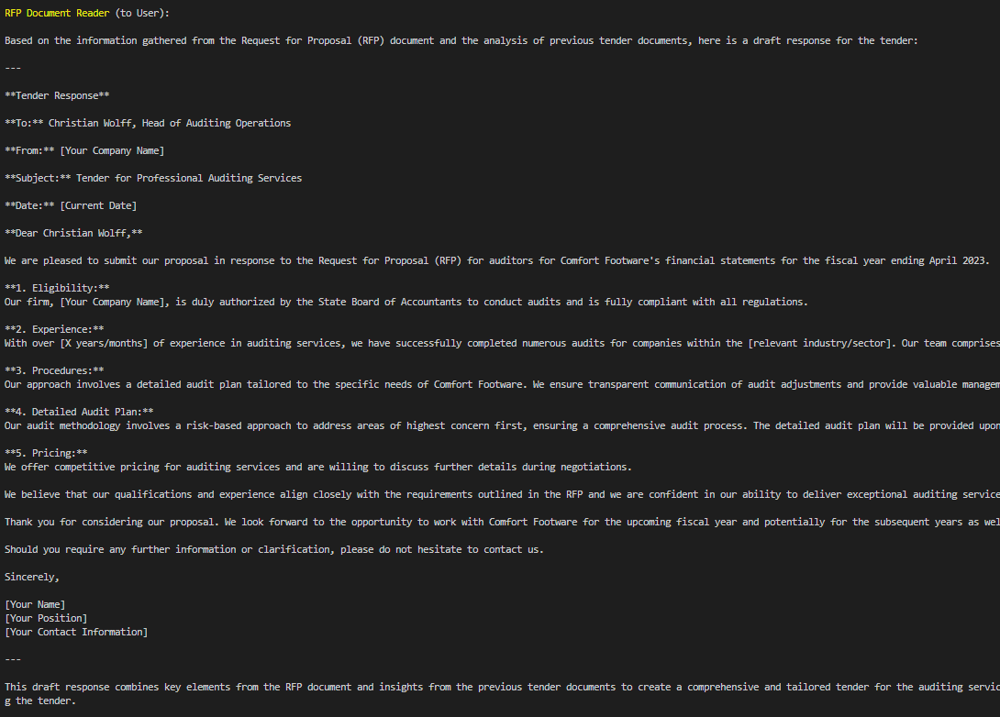 RFP Document Reader (to User):
Based on the information gathered from the Request for Proposal (RFP) document and the analysis of previous tender documents, here is a draft response for the tender:
---
**Tender Response**
**To:** Christian Wolff, Head of Auditing Operations
**From:** [Your Company Name]
**Subject:** Tender for Professional Auditing Services
**Date:** [Current Date]
**Dear Christian Wolff,**
We are pleased to submit our proposal in response to the Request for Proposal (RFP) for auditors for Comfort Footware's financial statements for the fiscal year ending April 2023.
**1. Eligibility:**
Our firm, [Your Company Name], is duly authorized by the State Board of Accountants to conduct audits and is fully compliant with all regulations.
**2. Experience:**
With over [X years/months] of experience in auditing services, we have successfully completed numerous audits for companies within the [relevant industry/sector]. Our team comprises
**3. Procedures:**
Our approach involves a detailed audit plan tailored to the specific needs of Comfort Footware. We ensure transparent communication of audit adjustments and provide valuable managem
**4. Detailed Audit Plan:**
Our audit methodology involves a risk-based approach to address areas of highest concern first, ensuring a comprehensive audit process. The detailed audit plan will be provided upon
**5. Pricing:**
We offer competitive pricing for auditing services and are willing to discuss further details during negotiations.
We believe that our qualifications and experience align closely with the requirements outlined in the RFP and we are confident in our ability to deliver exceptional auditing service
Thank you for considering our proposal. We look forward to the opportunity to work with Comfort Footware for the upcoming fiscal year and potentially for the subsequent years as wel
Should you require any further information or clarification, please do not hesitate to contact us.
Sincerely,
[Your Name]
[Your Position]
[Your Contact Information]
---
This draft response combines key elements from the RFP document and insights from the previous tender documents to create a comprehensive and tailored tender for the auditing servic
g the tender.